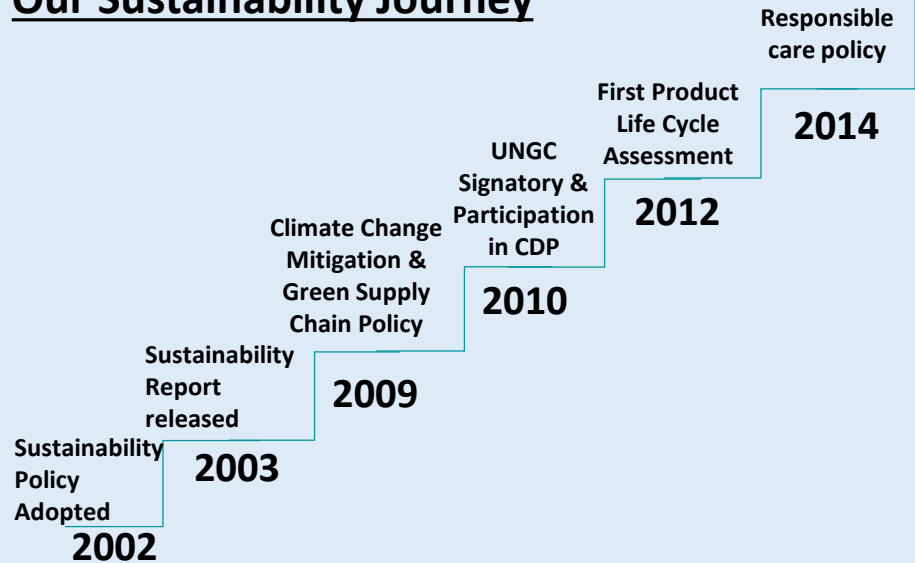 Our Sustainability Journey
Responsible
care policy
2014
First Product
Life Cycle
Assessment
2012
UNGC
Signatory &
Participation
in CDP
2010
Climate Change
Mitigation &
Green Supply
Chain Policy
2009
Sustainability
Report
released
2003
Sustainability
Policy
Adopted
2002